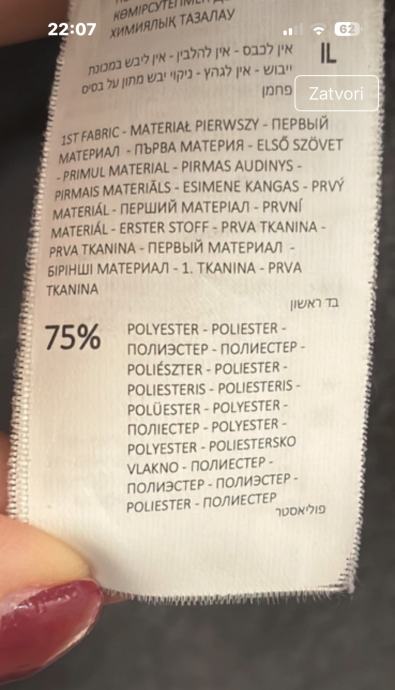 22:07
62
Zatvori
ХИМИЯЛЫҚ ТАЗАЛАУ
IL
אין לכבס - אין להלבין - אין ליבש במכונת
ייבוש - אין לגהץ - ניקוי יבש מתון על בסיס
פחמן
1ST FABRIC - MATERIAŁ PIERWSZY - ПЕРВЫЙ
МАТЕРИАЛ - ПЪРВА МАТЕРИЯ - ELSŐ SZÖVET
- PRIMUL MATERIAL - PIRMAS AUDINYS -
PIRMAIS MATERIĀLS - ESIMENE KANGAS - PRVÝ
MATERIÁL - ПЕРШИЙ МАТЕРІАЛ - PRVNÍ
MATERIÁL - ERSTER STOFF - PRVA TKANINA -
PRVA TKANINA - ПЕРВЫЙ МАТЕРИАЛ -
БІРІНШІ МАТЕРИАЛ - 1. TKANINA - PRVA
TKANINA
בד ראשון
75%
POLYESTER - POLIESTER -
ПОЛИЭСТЕР - ПОЛИЕСТЕР -
POLIÉSZTER - POLIESTER -
POLIESTERIS - POLIESTERIS -
POLÜESTER - POLYESTER -
ПОЛІЕСТЕР - POLYESTER -
POLYESTER - POLIESTERSKO
VLAKNO - ПОЛИЕСТЕР -
ПОЛИЭСТЕР - ПОЛИЭСТЕР -
POLIESTER - ПОЛИЕСТЕР
פוליאסטר